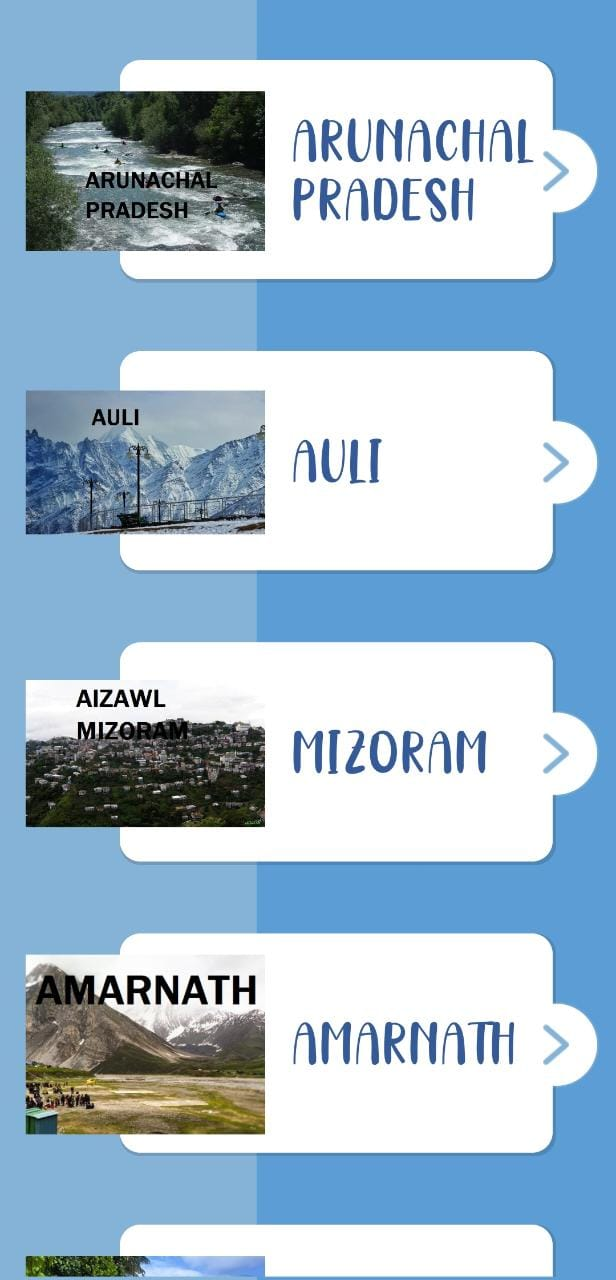 ARUNACHAL
PRADESH
ARUNACHAL
PRADESH
AULI
AULI
AIZAWL
MIZORAM
MIZORAM
AMARNATH
AMARNATH